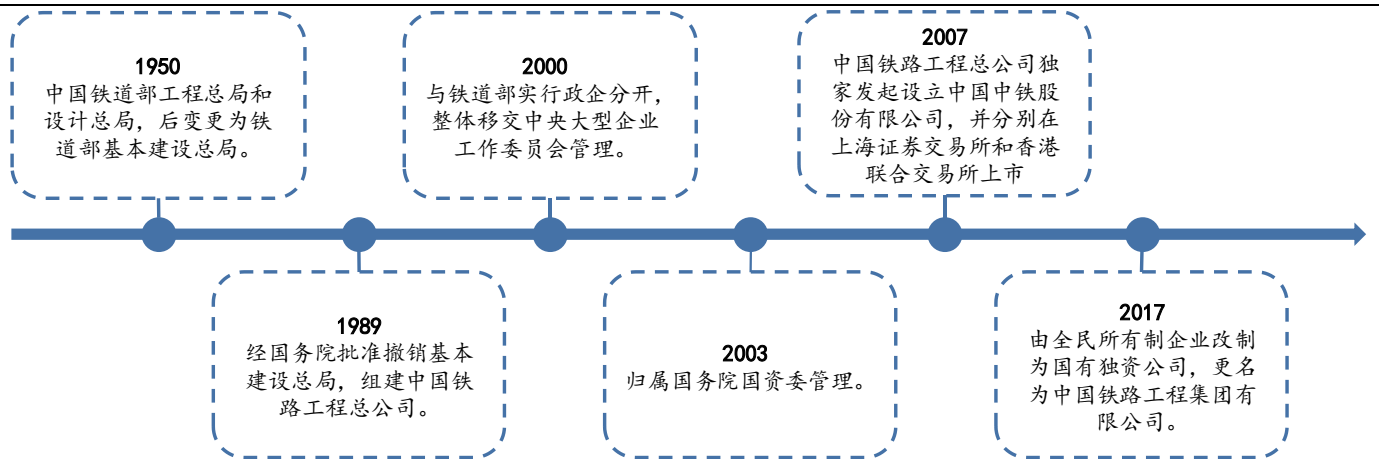 1950
中国铁道部工程总局和
设计总局，后变更为铁
道部基本建设总局。
1989
经国务院批准撤销基本
建设总局，组建中国铁
路工程总公司。
2000
与铁道部实行政企分开，
整体移交中央大型企业
工作委员会管理。
2003
归属国务院国资委管理。
2007
中国铁路工程总公司独
家发起设立中国中铁股
份有限公司，并分别在
上海证券交易所和香港
联合交易所上市
2017
由全民所有制企业改制
为国有独资公司，更名
为中国铁路工程集团有
限公司。